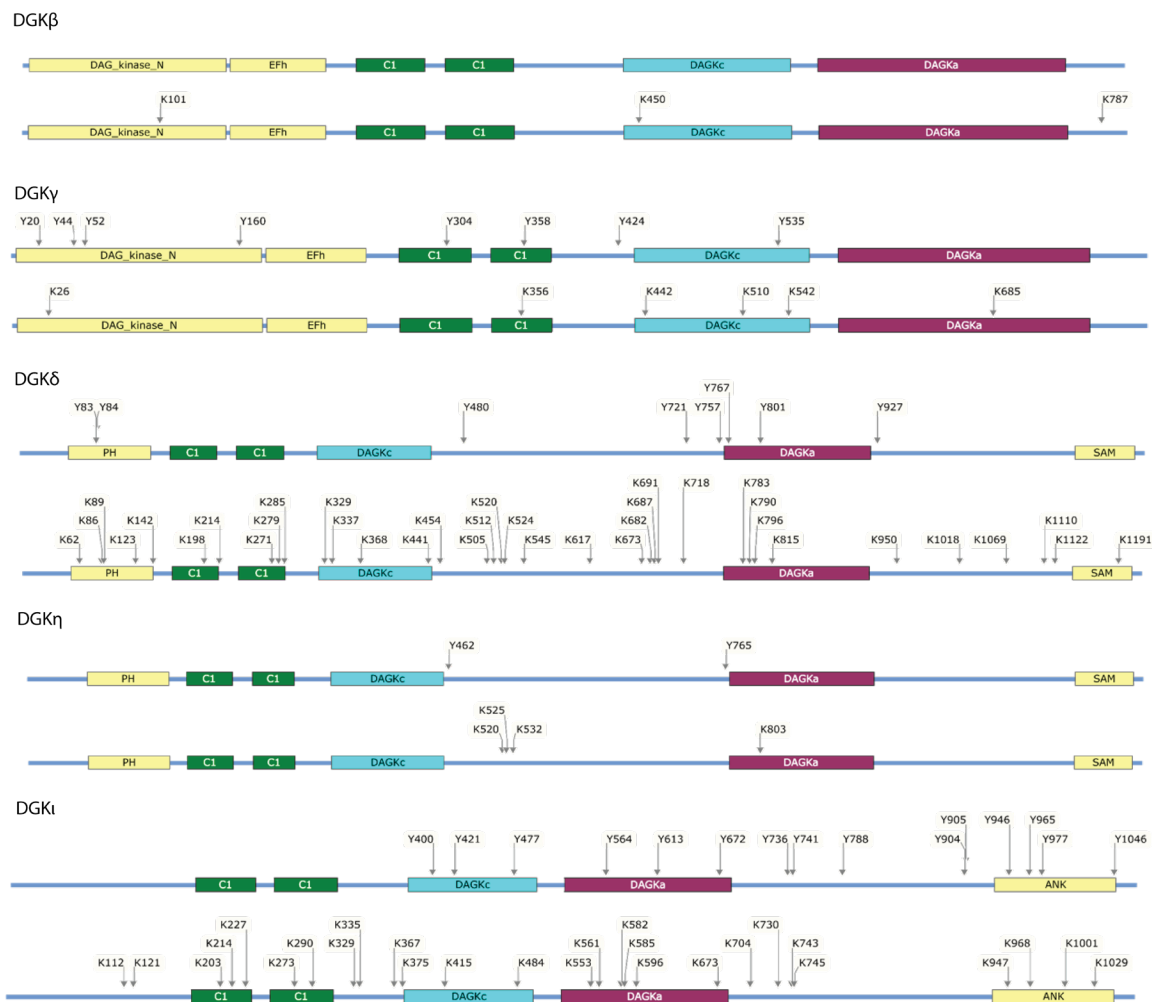 DGKβ
DAG_kinase_N EFh C1 C1 DAGKc DAGKa
K101 K450 K787
DAG_kinase_N EFh C1 C1 DAGKc DAGKa
DGKγ
Y20 Y44 Y52 Y160 Y304 Y358 Y424 Y535
DAG_kinase_N EFh C1 C1 DAGKc DAGKa
K26 K356 K442 K510 K542 K685
DAG_kinase_N EFh C1 C1 DAGKc DAGKa
DGKδ
Y767
Y83 Y84 Y480 Y721 Y757 Y801 Y927
PH C1 C1 DAGKc DAGKa SAM
K691 K718 K783
K89 K285 K329 K520 K687 K790
K86 K142 K214 K279 K337 K454 K512 K524 K682 K796 K1110
K62 K123 K198 K271 K368 K441 K505 K545 K617 K673 K815 K950 K1018 K1069 K1122 K1191
PH C1 C1 DAGKc DAGKa SAM
DGKη
Y462 Y765
PH C1 C1 DAGKc DAGKa SAM
K525
K520 K532 K803
PH C1 C1 DAGKc DAGKa SAM
DGKι
Y905 Y946 Y965
Y400 Y421 Y477 Y564 Y613 Y672 Y736 Y741 Y788 Y904 Y977 Y1046
C1 C1 DAGKc DAGKa ANK
K227 K335 K582 K730
K214 K290 K329 K367 K561 K585 K704 K743 K968 K1001
K112 K121 K203 K273 K375 K415 K484 K553 K596 K673 K745 K947 K1029
C1 C1 DAGKc DAGKa ANK